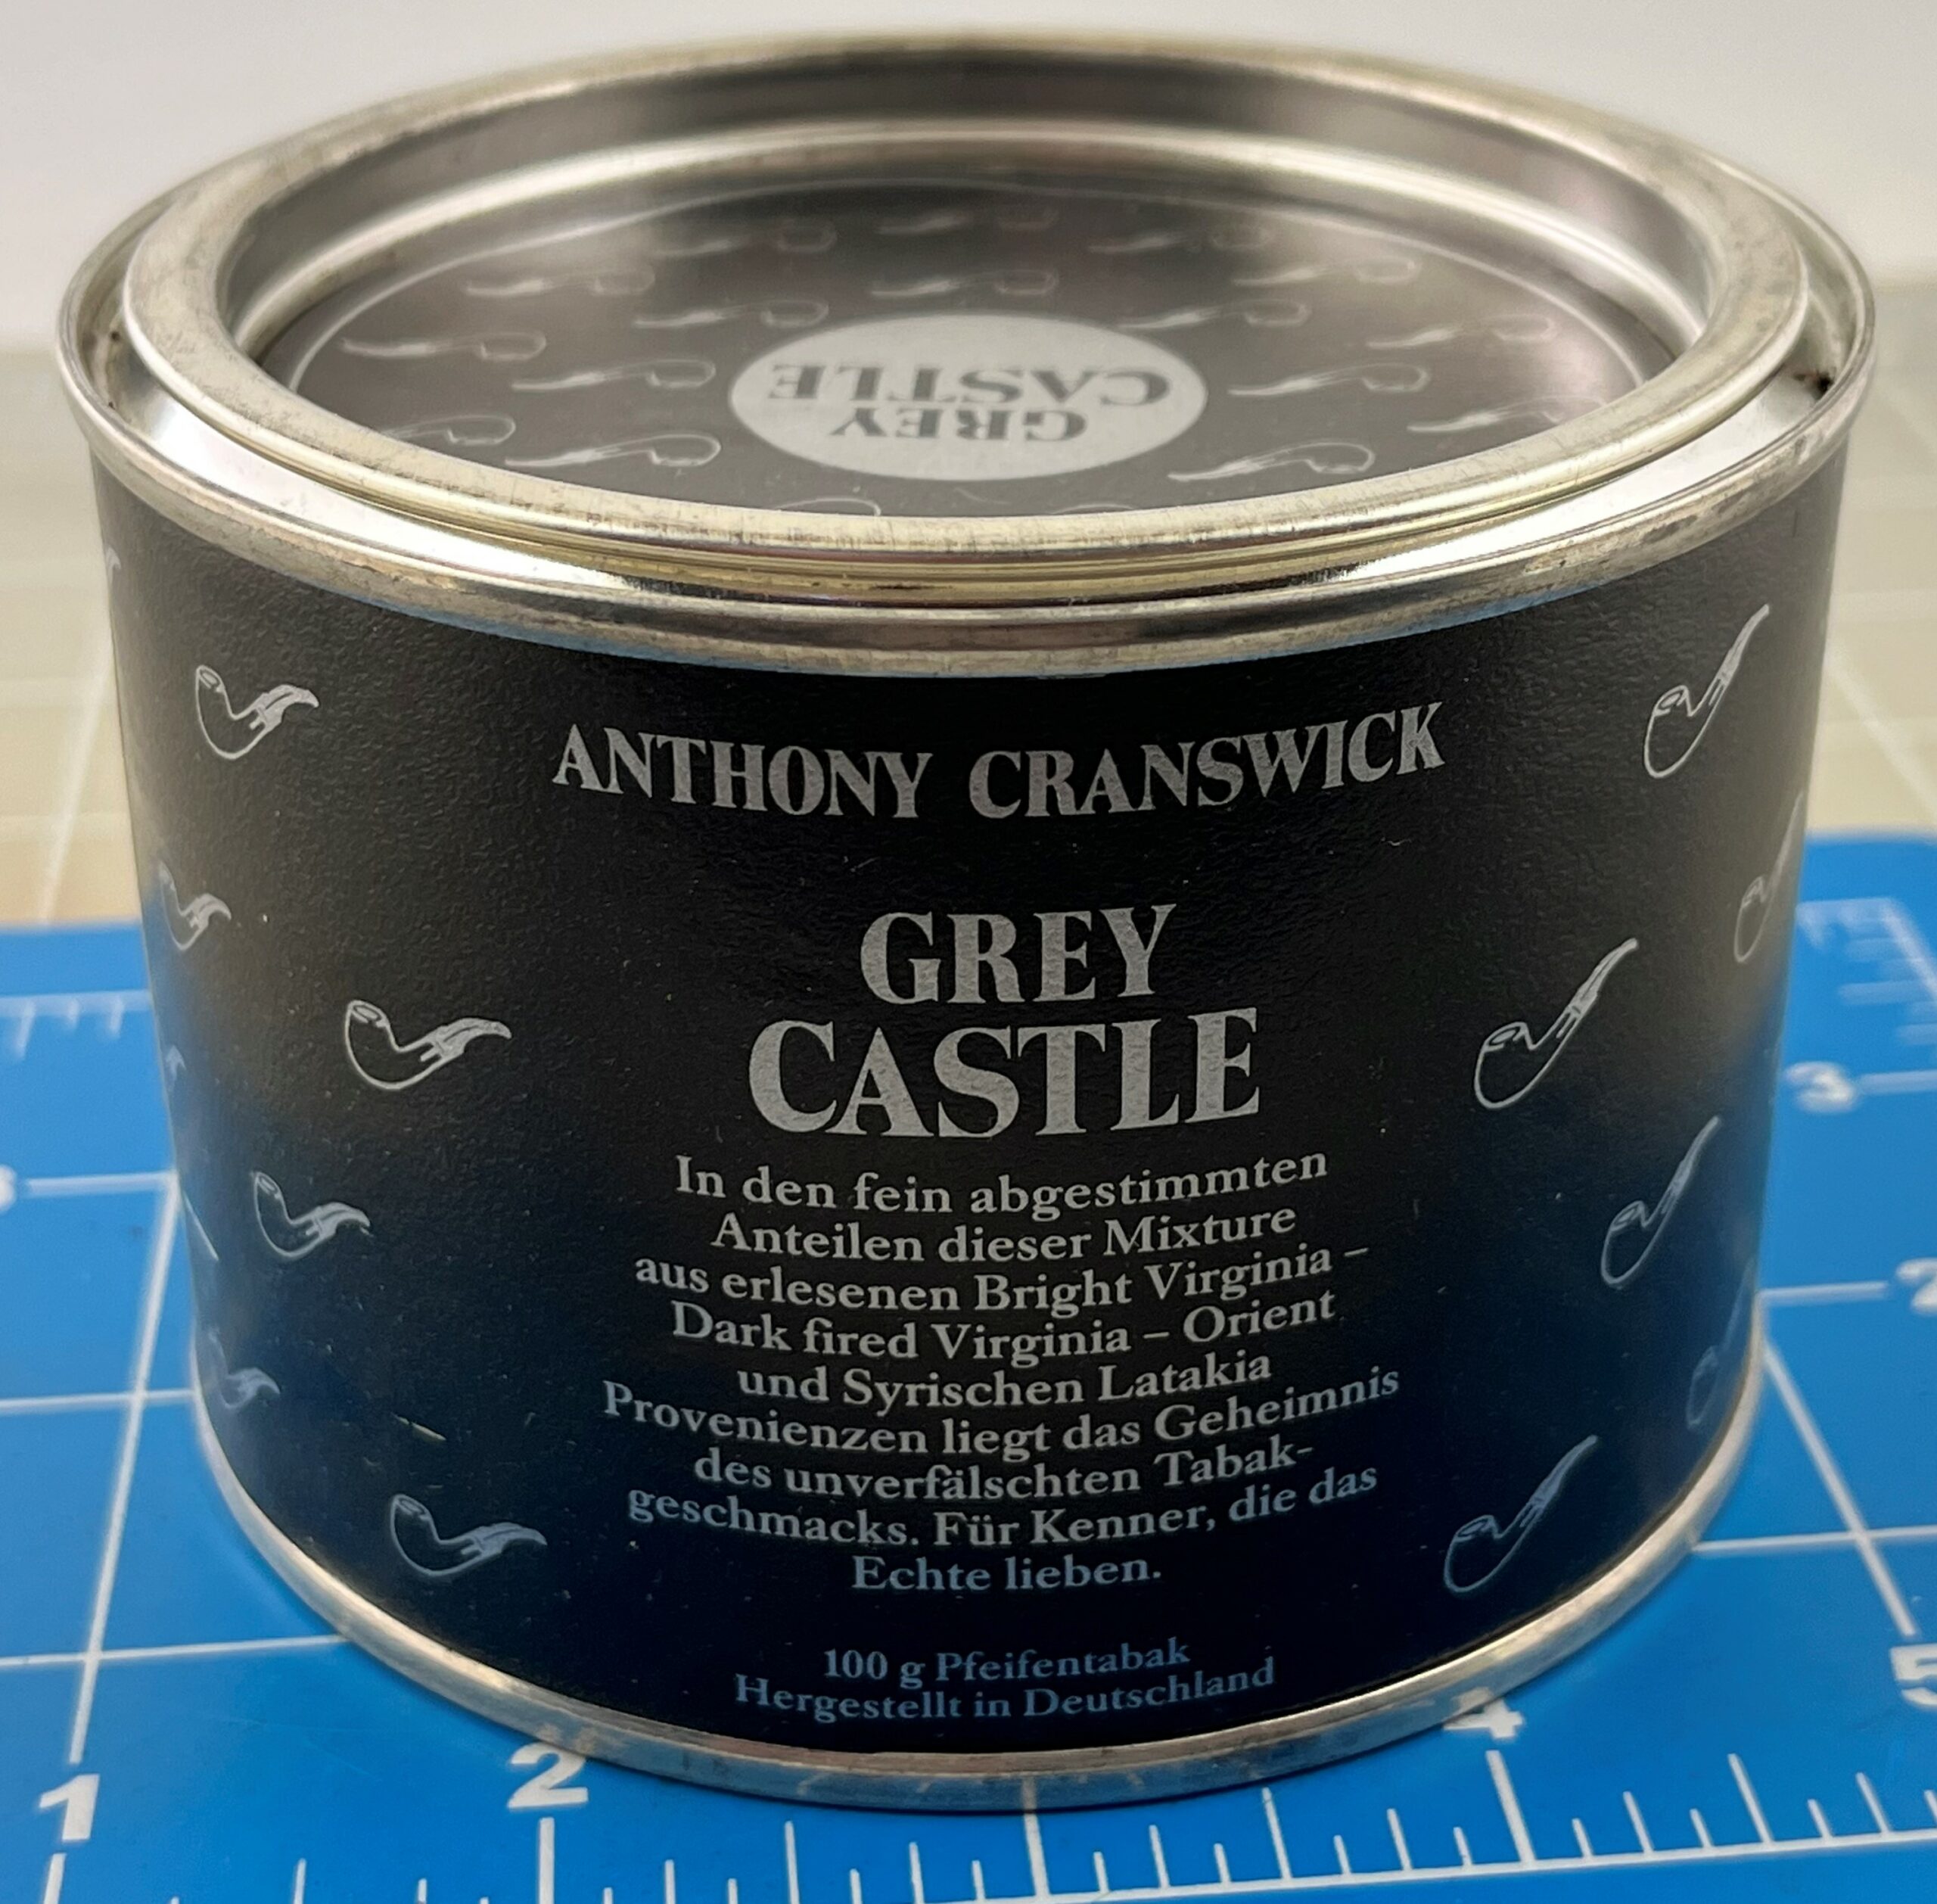 GREY
CASTLE
ANTHONY CRANSWICK
GREY
CASTLE
In den fein abgestimmten
Anteilen dieser Mixture
aus erlesenen Bright Virginia –
Dark fired Virginia – Orient
und Syrischen Latakia
Provenienzen liegt das Geheimnis
des unverfälschten Tabak-
geschmacks. Für Kenner, die das
Echte lieben.
100 g Pfeifentabak
Hergestellt in Deutschland
3
2
5
1
2
4